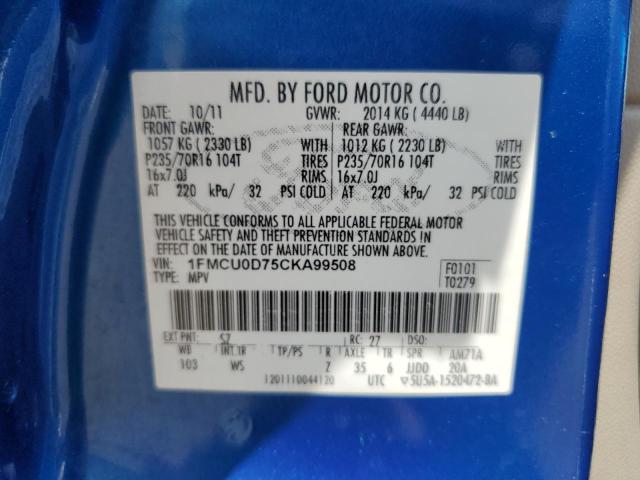 MFD. BY FORD MOTOR CO.
DATE: 10/11 GVWR: 2014 KG ( 4440 LB)
FRONT GAWR: REAR GAWR:
1057 KG ( 2330 LB) WITH 1012 KG ( 2230 LB) WITH
P235/70R16 104T TIRES P235/70R16 104T TIRES
16x7.0J RIMS 16x7.0J RIMS
AT 220 kPa/ 32 PSI COLD AT 220 kPa/ 32 PSI COLD
THIS VEHICLE CONFORMS TO ALL APPLICABLE FEDERAL MOTOR
VEHICLE SAFETY AND THEFT PREVENTION STANDARDS IN
EFFECT ON THE DATE OF MANUFACTURE SHOWN ABOVE.
VIN: 1FMCU0D75CKA99508 F0101
TYPE: MPV T0279
EXT PNT: SZ RC: 27 DSO:
WB INT TR TP/PS R AXLE TR SPR AM71A
103 WS Z 35 6 JJDO 20A
1201110044120 UTC 5U5A-1520472-BA